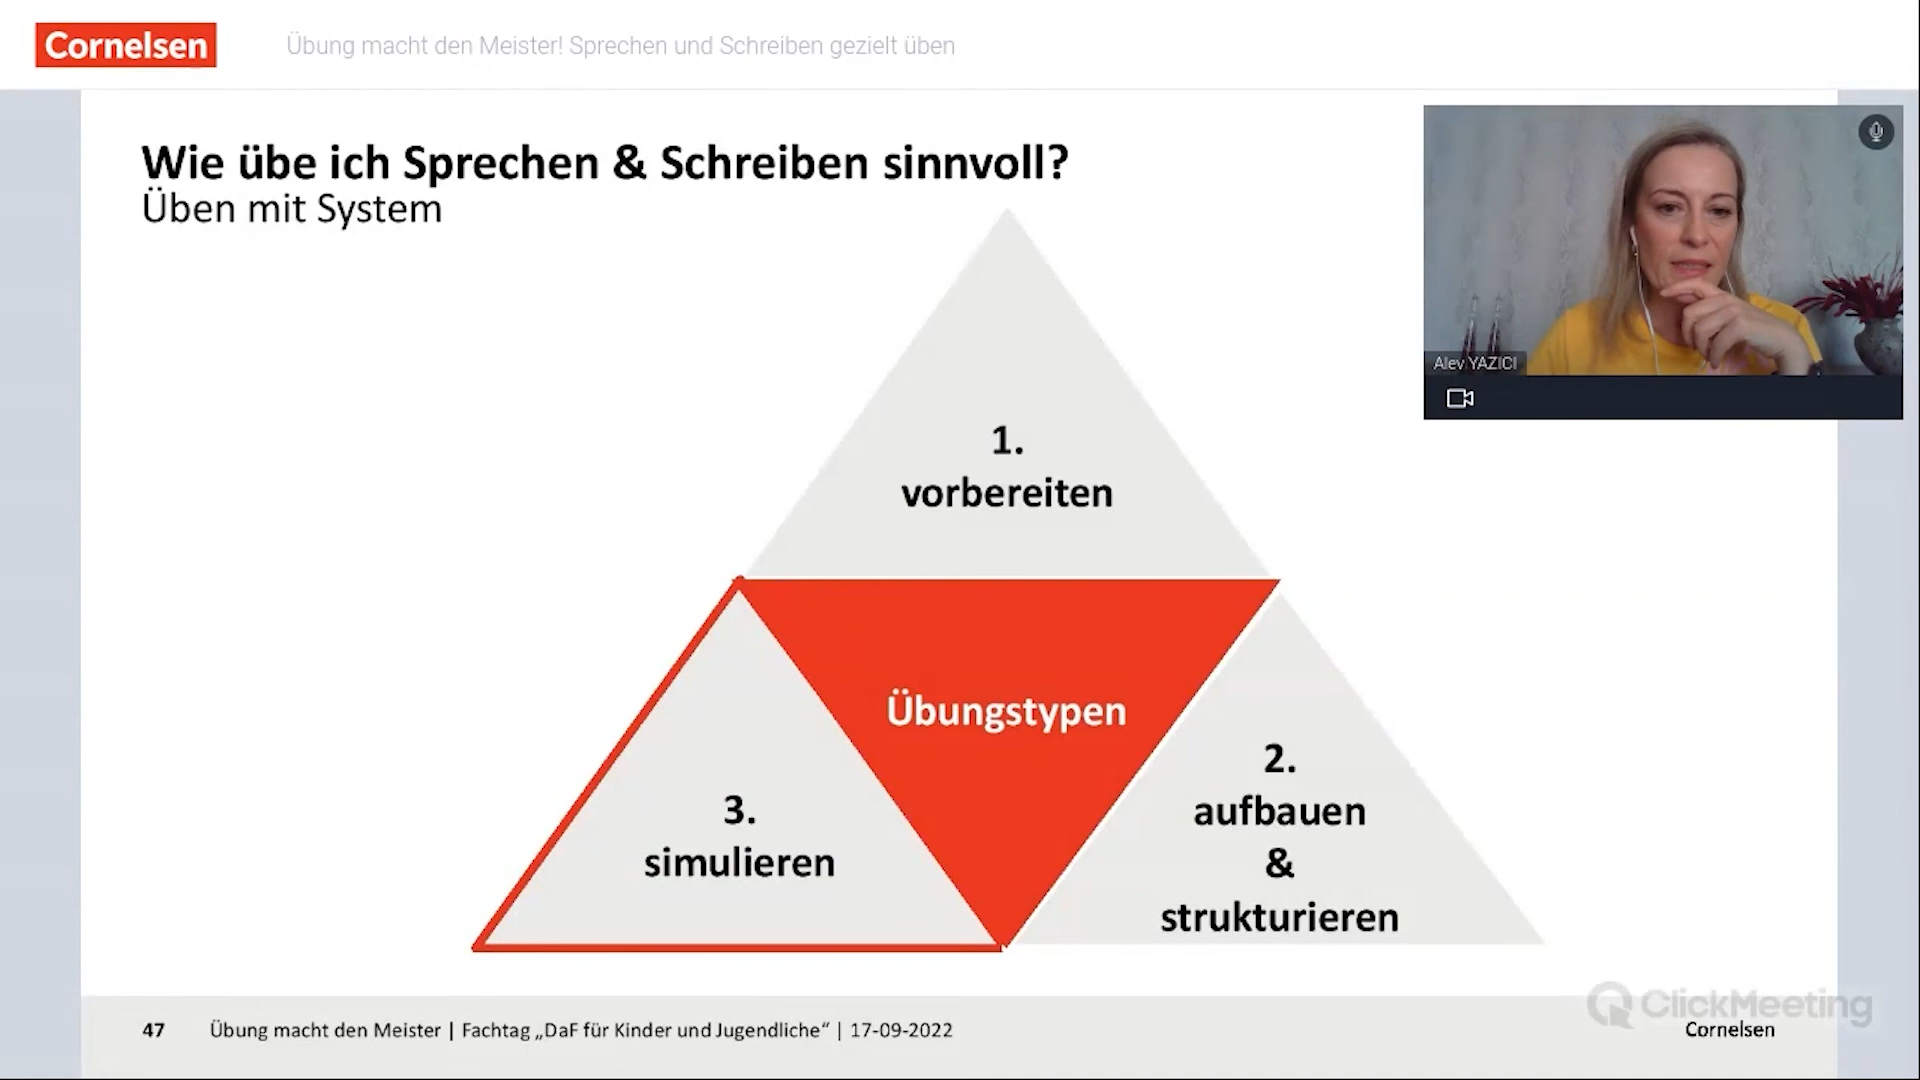 Cornelsen
Übung macht den Meister! Sprechen und Schreiben gezielt üben
Wie übe ich Sprechen & Schreiben sinnvoll?
Üben mit System
Alev YAZICI
1.
vorbereiten
Übungstypen
2.
aufbauen
&
strukturieren
3.
simulieren
ClickMeeting
47 Übung macht den Meister | Fachtag „DaF für Kinder und Jugendliche“ | 17-09-2022
Cornelsen